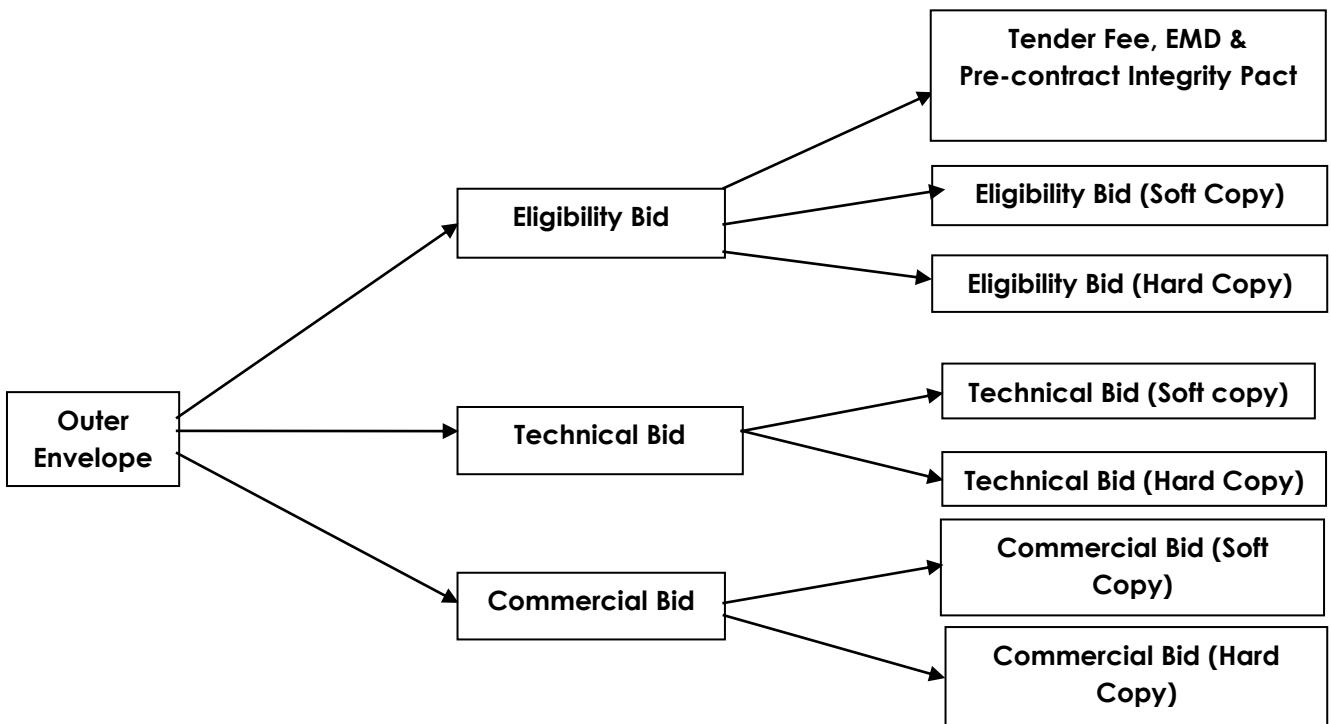 Tender Fee, EMD &
Pre-contract Integrity Pact
Eligibility Bid
Eligibility Bid (Soft Copy)
Eligibility Bid (Hard Copy)
Outer
Envelope
Technical Bid
Technical Bid (Soft copy)
Technical Bid (Hard Copy)
Commercial Bid
Commercial Bid (Soft
Copy)
Commercial Bid (Hard
Copy)